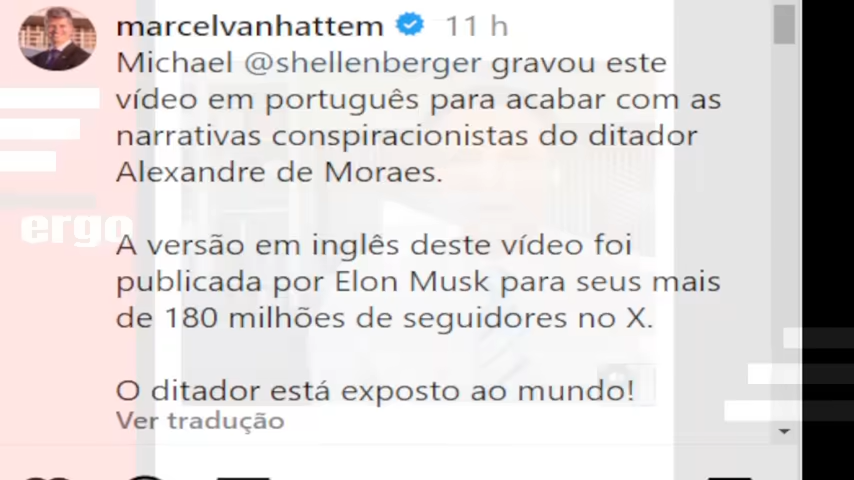 marcelvanhattem 11 h
Michael @shellenberger gravou este
vídeo em português para acabar com as
narrativas conspiracionistas do ditador
Alexandre de Moraes.
ergo
A versão em inglês deste vídeo foi
publicada por Elon Musk para seus mais
de 180 milhões de seguidores no X.
O ditador está exposto ao mundo!
Ver tradução